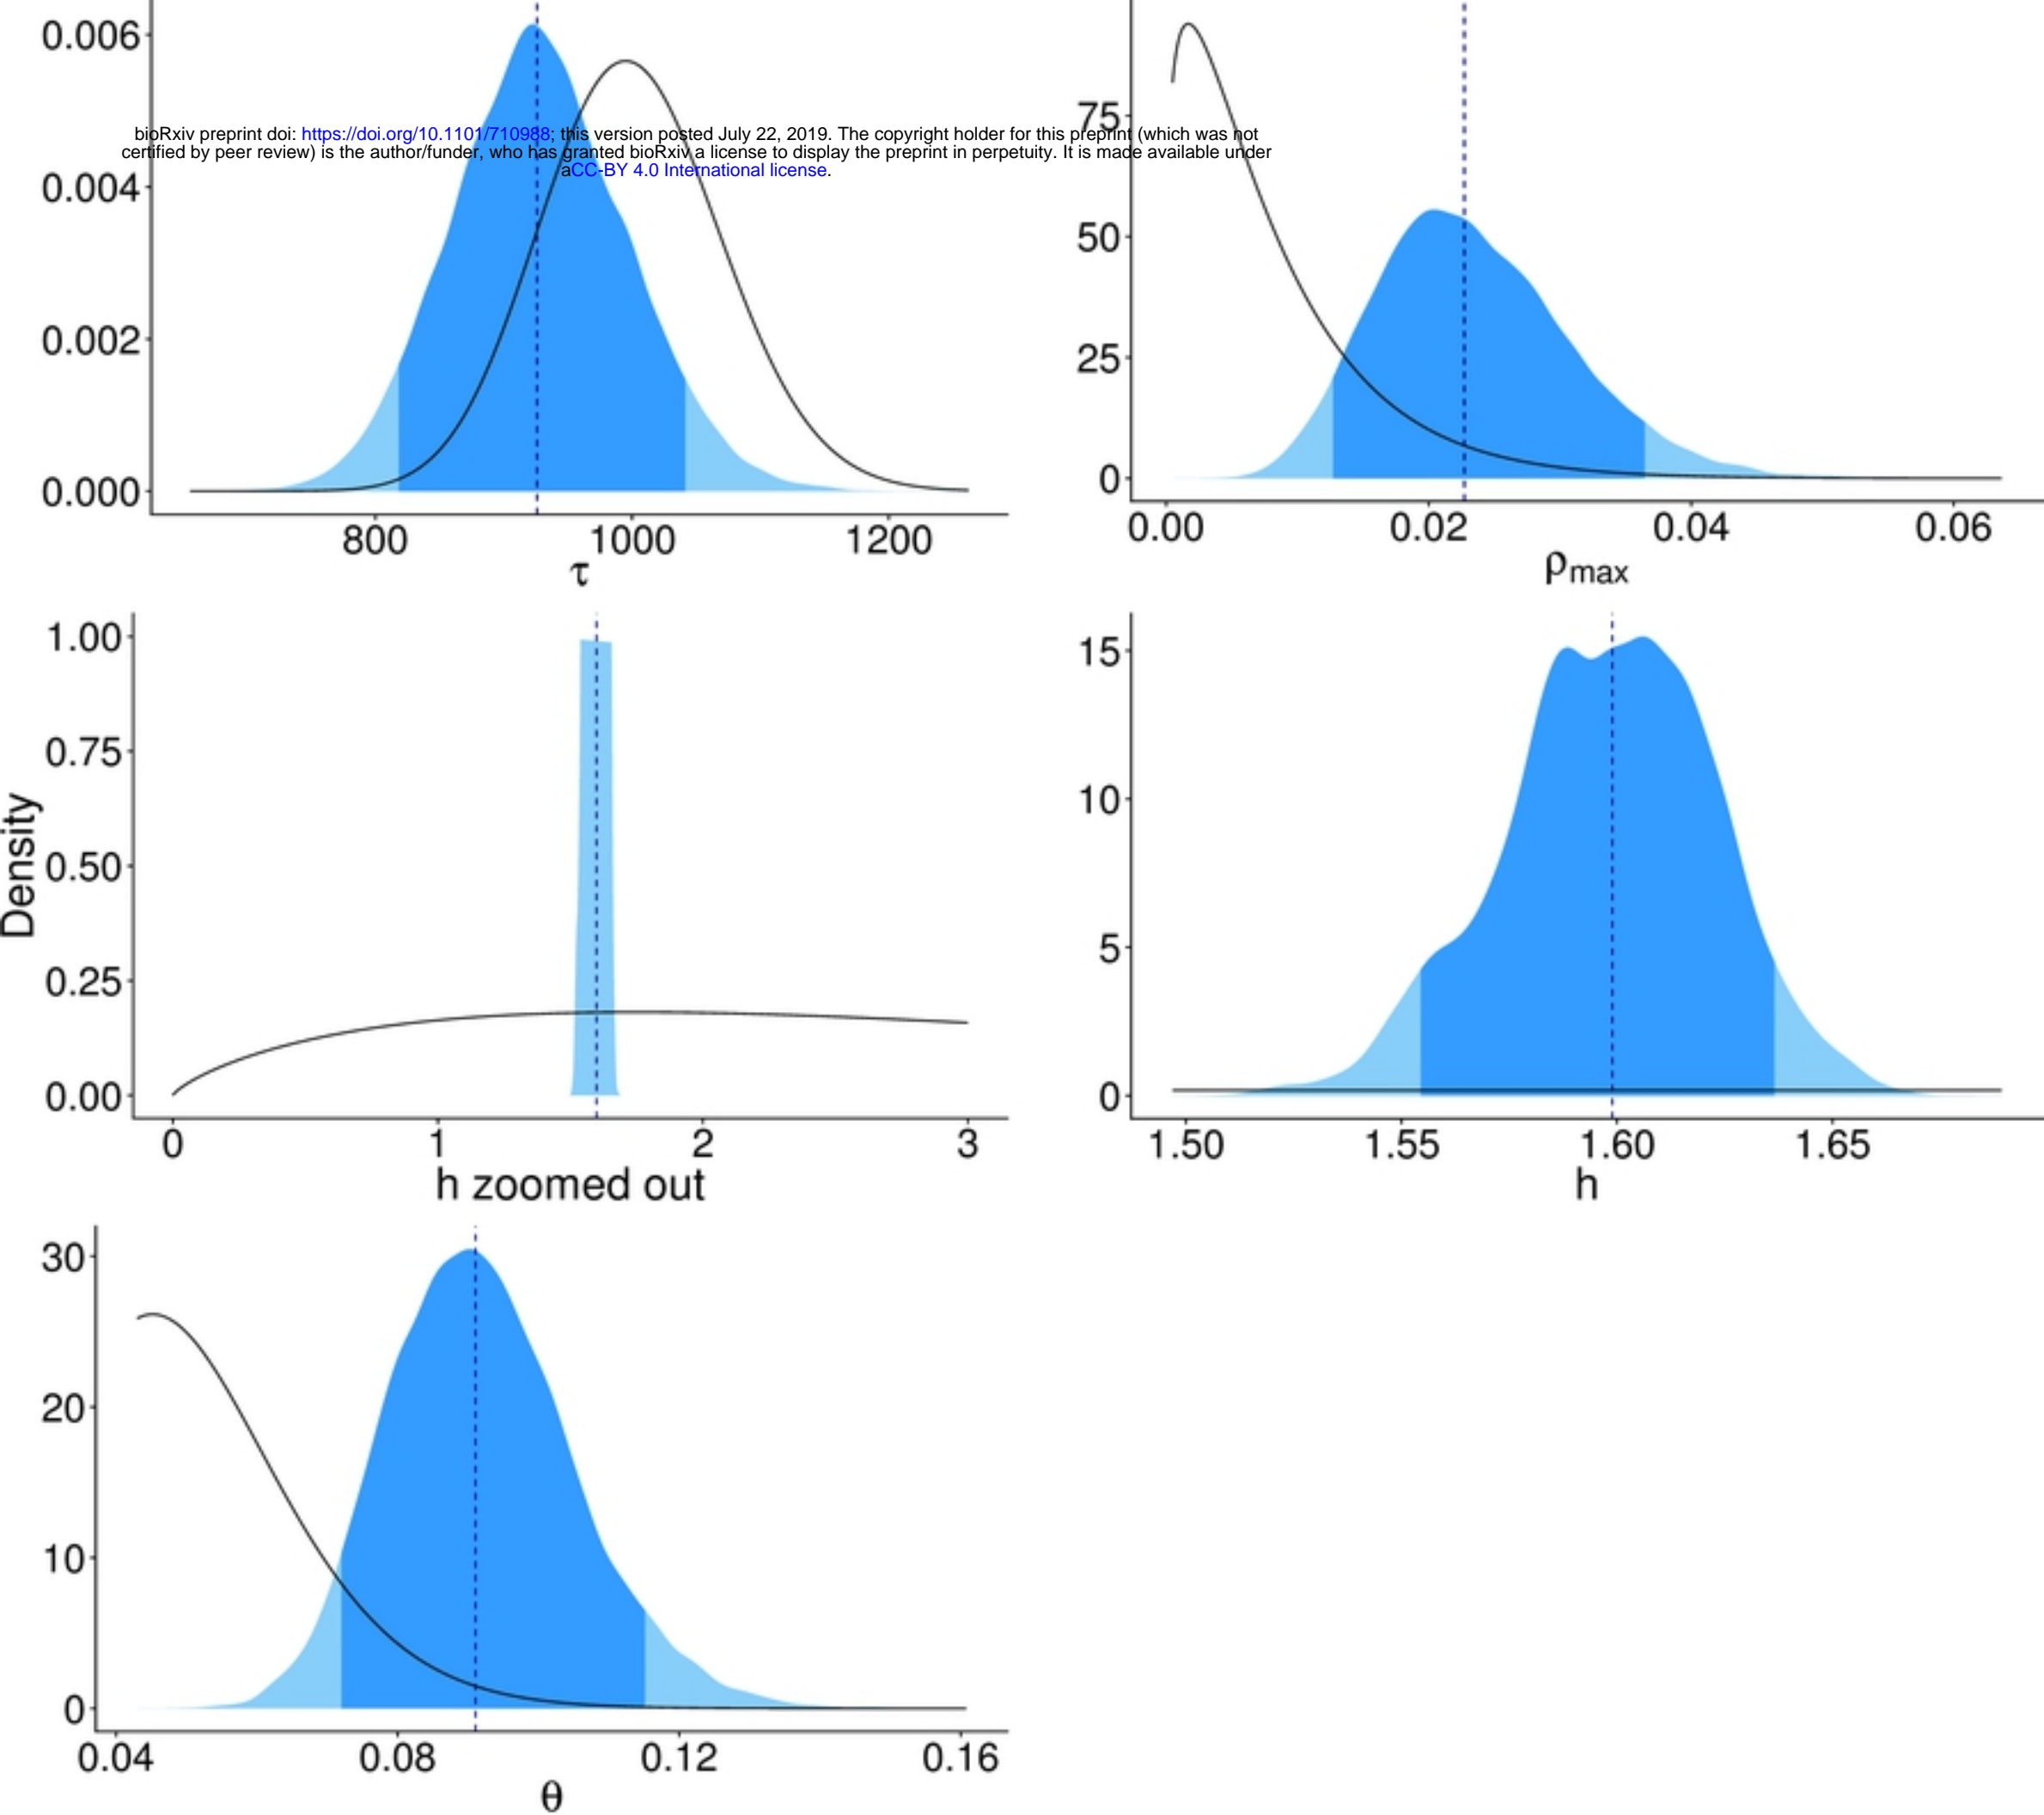 0.006
0.004
0.002
0.000
800 1000 1200
τ
75
50
25
0
0.00 0.02 0.04 0.06
ρmax
bioRxiv preprint doi: https://doi.org/10.1101/710988; this version posted July 22, 2019. The copyright holder for this preprint (which was not
certified by peer review) is the author/funder, who has granted bioRxiv a license to display the preprint in perpetuity. It is made available under
aCC-BY 4.0 International license.
Density
1.00
0.75
0.50
0.25
0.00
0 1 2 3
h zoomed out
15
10
5
0
1.50 1.55 1.60 1.65
h
30
20
10
0
0.04 0.08 0.12 0.16
θ